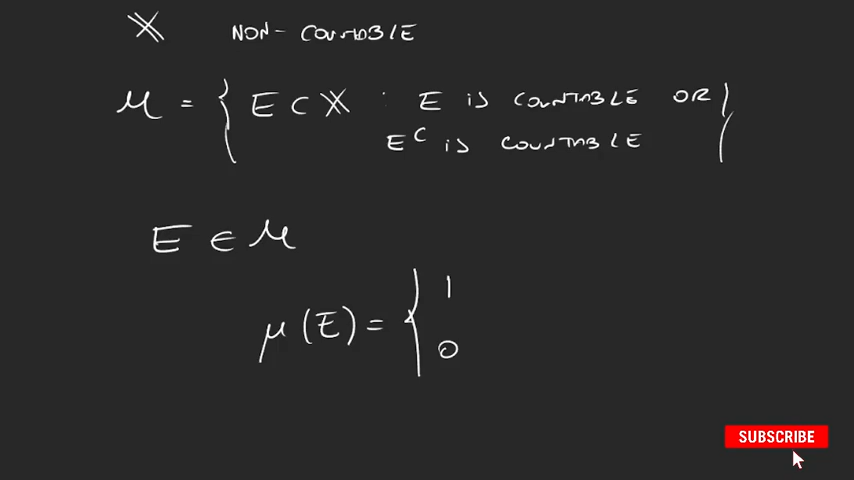 𝕏 NON-COUNTABLE
𝓜 = { E ⊂ 𝕏 : E is COUNTABLE OR
E^C is COUNTABLE }
E ∈ 𝓜
μ(E) = { 1
0
SUBSCRIBE